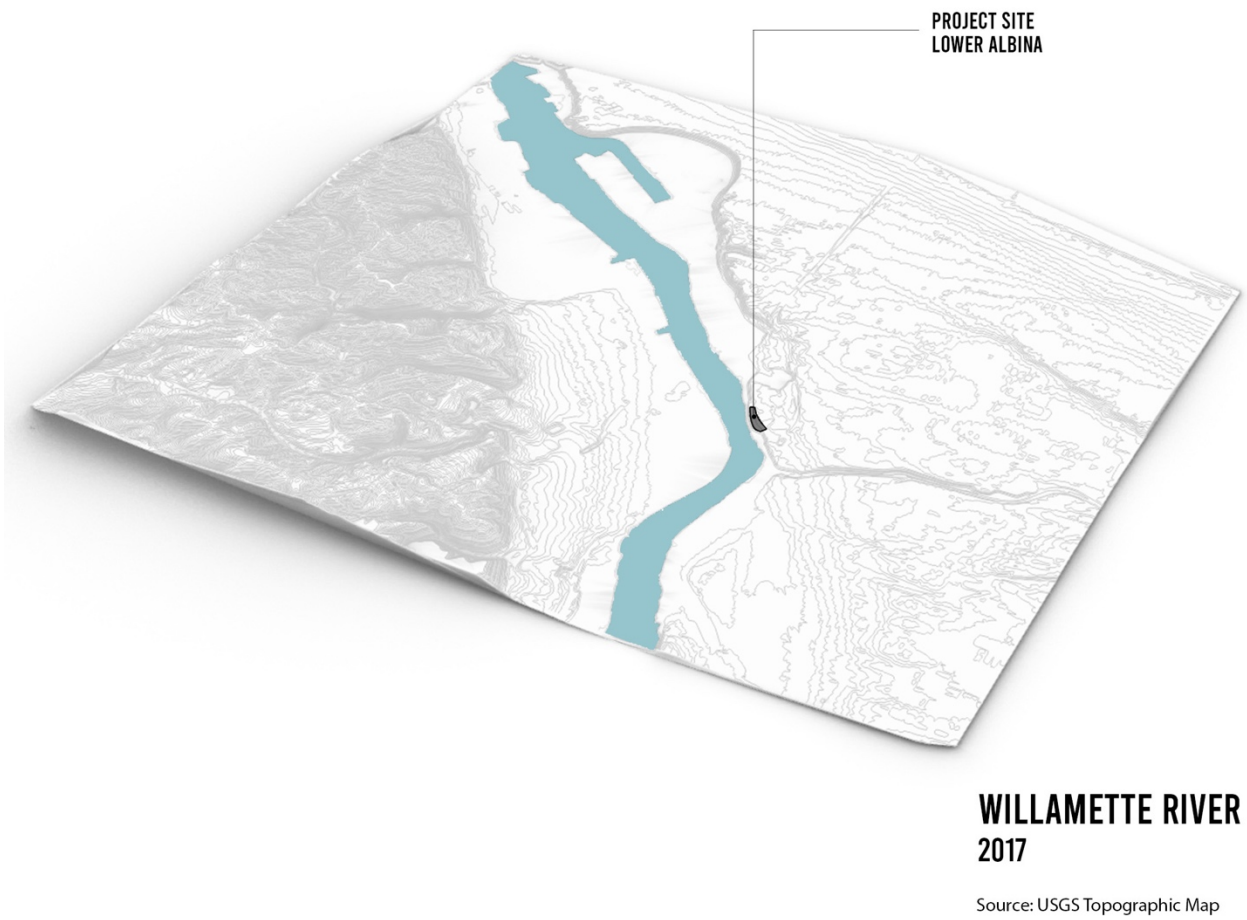 PROJECT SITE
LOWER ALBINA
WILLAMETTE RIVER
2017
Source: USGS Topographic Map